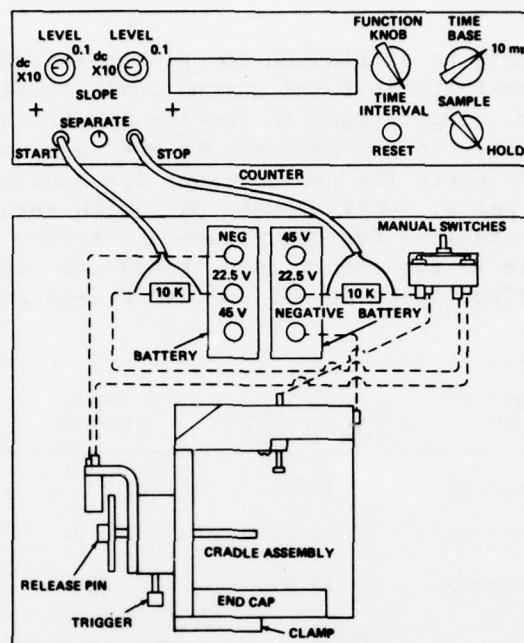 LEVEL
0.1
dc
X10
LEVEL
0.1
dc
X10
SLOPE
SEPARATE
+
+
START
STOP
FUNCTION
KNOB
TIME
BASE
10 ms
TIME
INTERVAL
RESET
SAMPLE
HOLD
COUNTER
MANUAL SWITCHES
NEG
45 V
22.5 V
22.5 V
10 K
10 K
45 V
NEGATIVE
BATTERY
BATTERY
CRADLE ASSEMBLY
RELEASE PIN
END CAP
TRIGGER
CLAMP